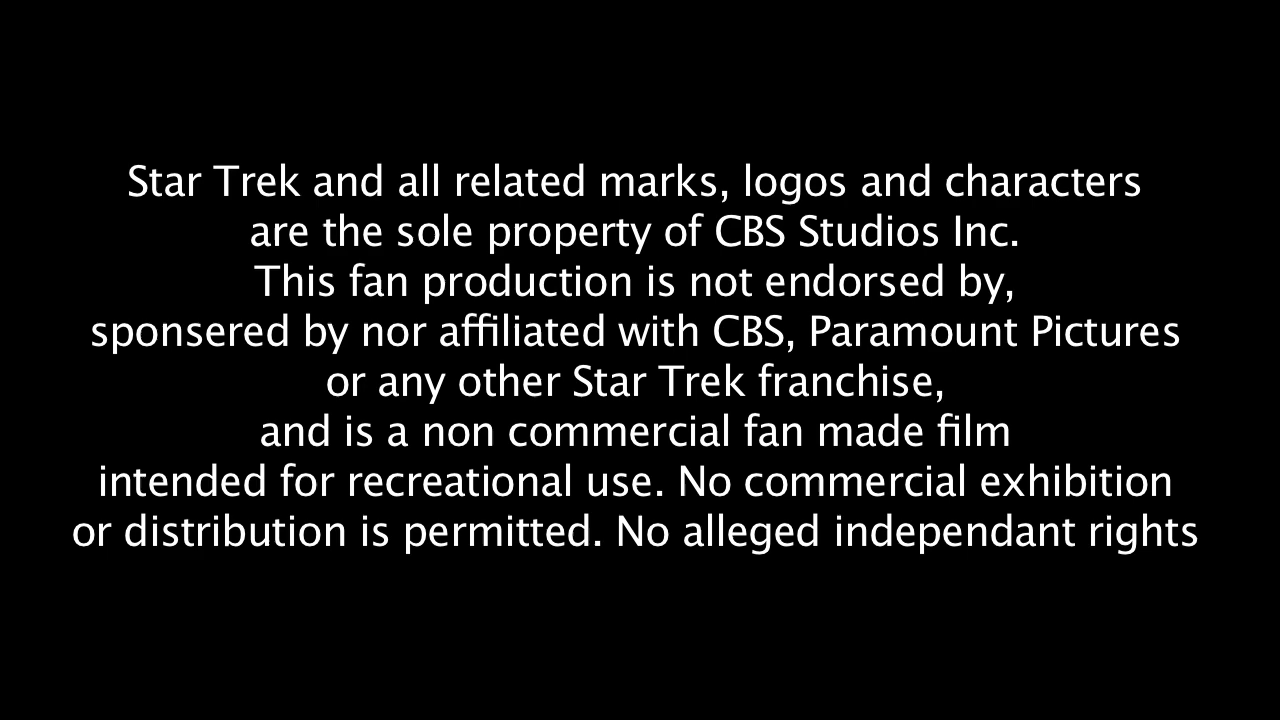 Star Trek and all related marks, logos and characters
are the sole property of CBS Studios Inc.
This fan production is not endorsed by,
sponsered by nor affiliated with CBS, Paramount Pictures
or any other Star Trek franchise,
and is a non commercial fan made film
intended for recreational use. No commercial exhibition
or distribution is permitted. No alleged independant rights